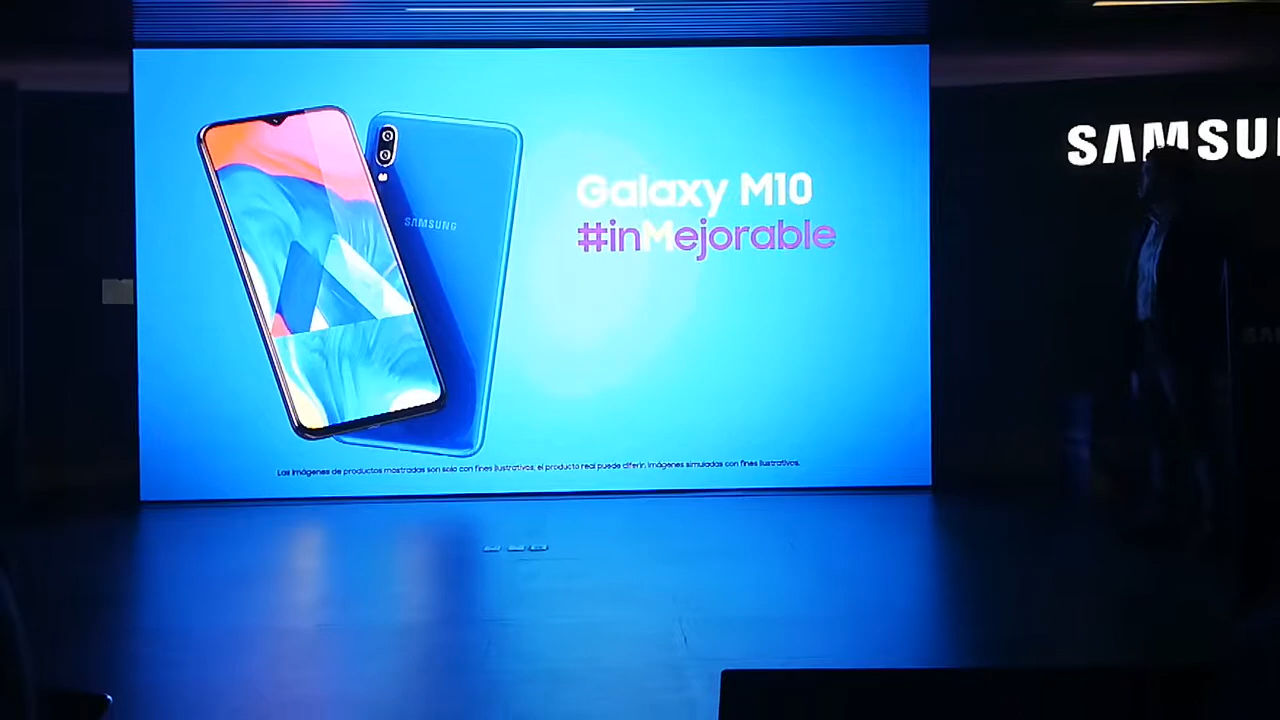 SAMSU
Galaxy M10
#inMejorable
SAMSUNG
Las imágenes de productos mostradas son solo con fines ilustrativos, el producto real puede diferir, imágenes simuladas con fines ilustrativos.